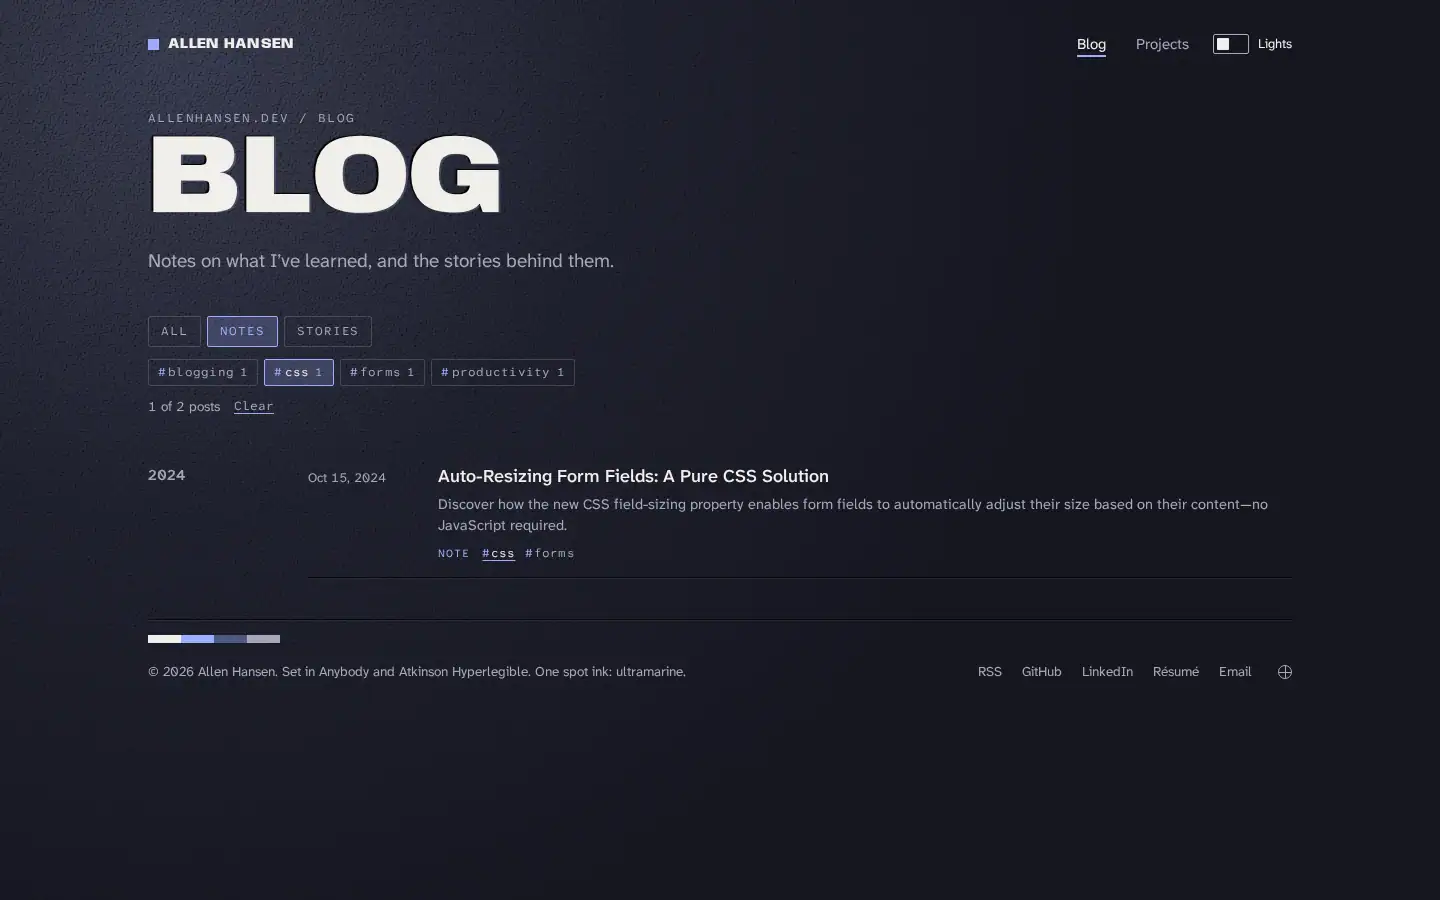 ALLEN HANSEN
Blog Projects Lights
ALLENHANSEN.DEV / BLOG
BLOG
Notes on what I've learned, and the stories behind them.
ALL NOTES STORIES
#blogging 1 #css 1 #forms 1 #productivity 1
1 of 2 posts Clear
2024
Oct 15, 2024
Auto-Resizing Form Fields: A Pure CSS Solution
Discover how the new CSS field-sizing property enables form fields to automatically adjust their size based on their content—no
JavaScript required.
NOTE #css #forms
© 2026 Allen Hansen. Set in Anybody and Atkinson Hyperlegible. One spot ink: ultramarine.
RSS GitHub LinkedIn Résumé Email